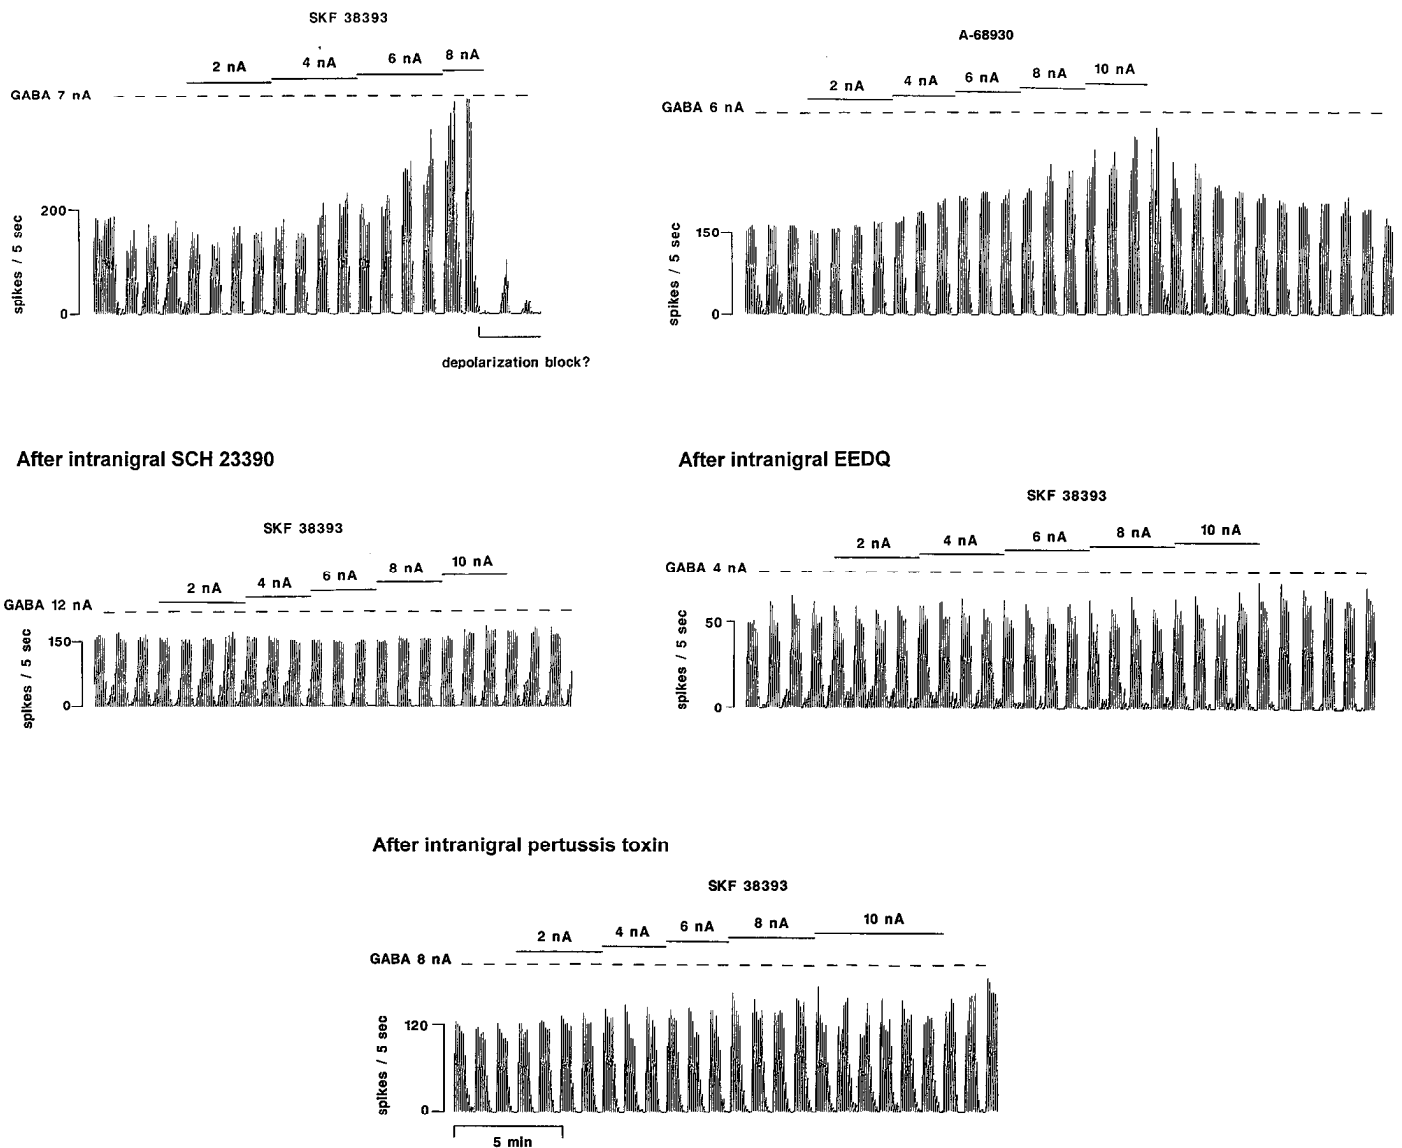 SKF 38393
2 nA 4 nA 6 nA 8 nA
GABA 7 nA
200
0
spikes / 5 sec
depolarization block?
A-68930
2 nA 4 nA 6 nA 8 nA 10 nA
GABA 6 nA
150
0
spikes / 5 sec
After intranigral SCH 23390
SKF 38393
2 nA 4 nA 6 nA 8 nA 10 nA
GABA 12 nA
150
0
spikes / 5 sec
After intranigral EEDQ
SKF 38393
2 nA 4 nA 6 nA 8 nA 10 nA
GABA 4 nA
50
0
spikes / 5 sec
After intranigral pertussis toxin
SKF 38393
2 nA 4 nA 6 nA 8 nA 10 nA
GABA 8 nA
120
0
spikes / 5 sec
5 min